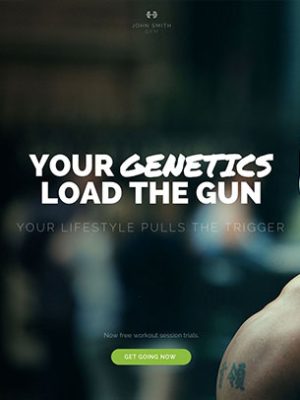 JOHN SMITH
GYM
YOUR GENETICS
LOAD THE GUN
YOUR LIFESTYLE PULLS THE TRIGGER
Now free workout session trials.
GET GOING NOW